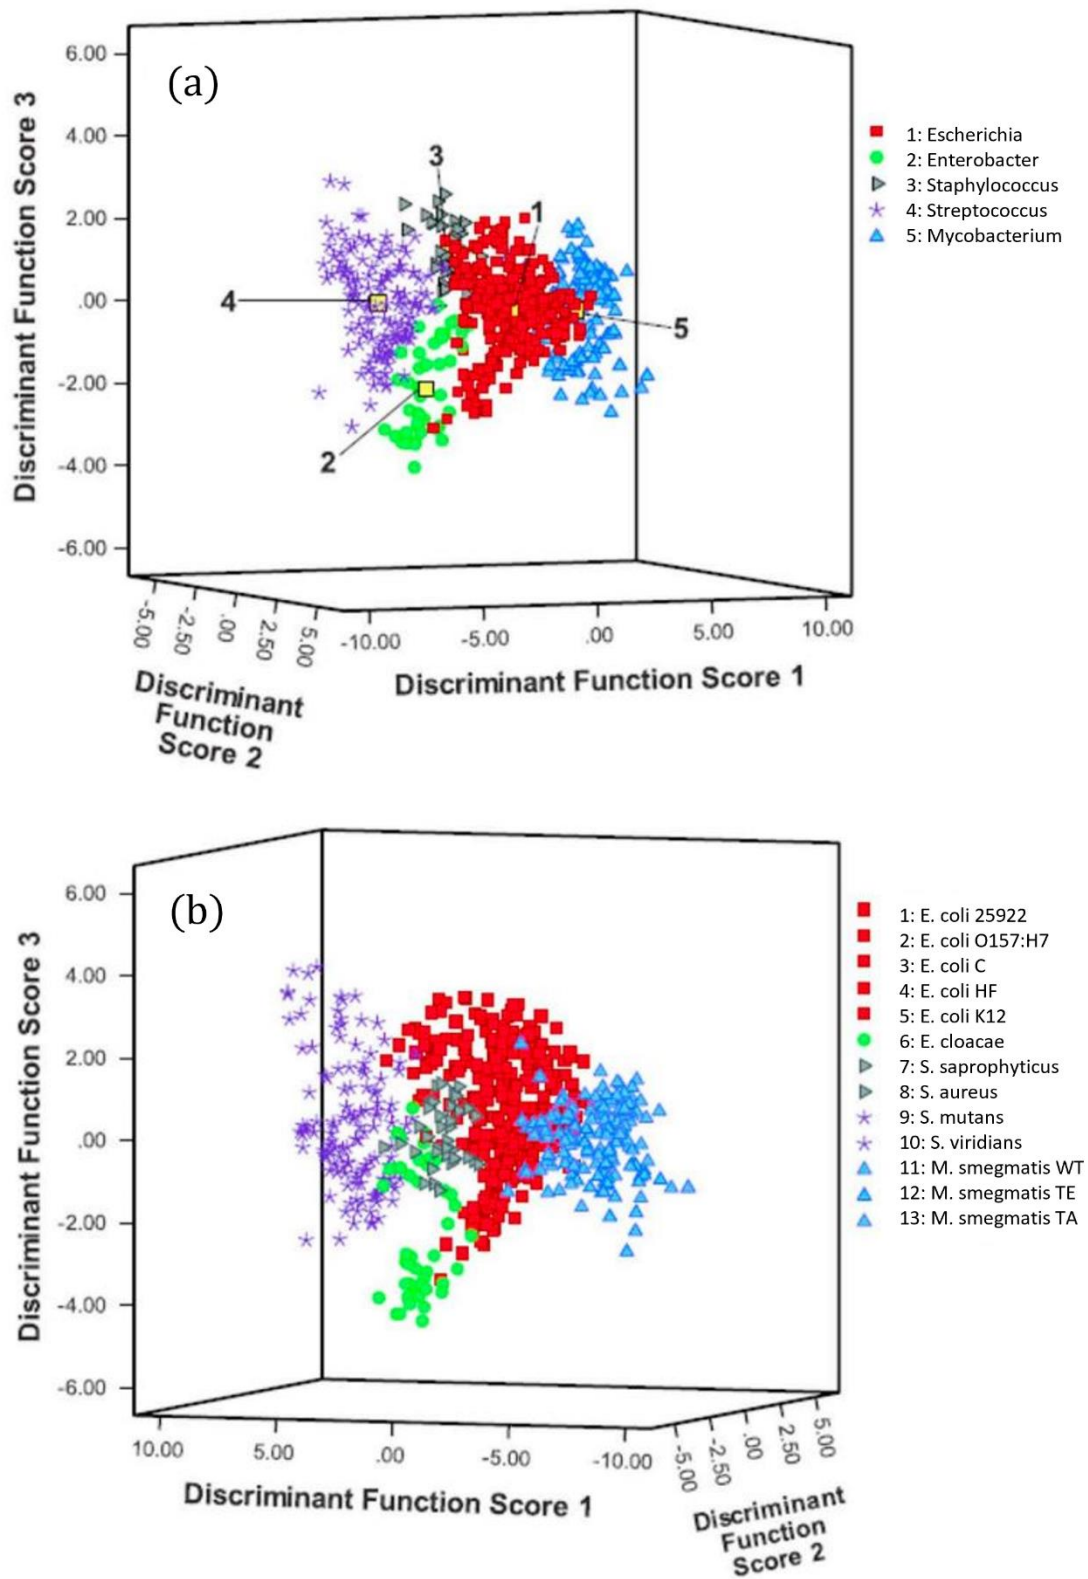 (a)
6.00
4.00
2.00
.00
-2.00
-4.00
-6.00
Discriminant Function Score 3
3
1
4
5
2
1: Escherichia
2: Enterobacter
3: Staphylococcus
4: Streptococcus
5: Mycobacterium
-5.00
-2.50
.00
2.50
5.00
-10.00
-5.00
.00
5.00
10.00
Discriminant
Function
Score 2
Discriminant Function Score 1
(b)
6.00
4.00
2.00
.00
-2.00
-4.00
-6.00
Discriminant Function Score 3
1: E. coli 25922
2: E. coli O157:H7
3: E. coli C
4: E. coli HF
5: E. coli K12
6: E. cloacae
7: S. saprophyticus
8: S. aureus
9: S. mutans
10: S. viridians
11: M. smegmatis WT
12: M. smegmatis TE
13: M. smegmatis TA
10.00
5.00
.00
-5.00
-10.00
-5.00
-2.50
.00
2.50
5.00
Discriminant Function Score 1
Discriminant
Function
Score 2